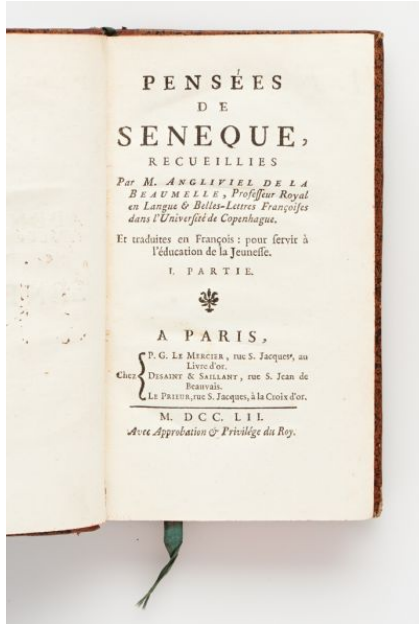 PENSÉES
DE
SENEQUE,
RECUEILLIES
Par M. ANGLIVIEL DE LA
BEAUMELLE, Professeur Royal
en Langue & Belles-Lettres Françoises
dans l'Université de Copenhague.
Et traduites en François : pour servir à
l'éducation de la Jeunesse.
I. PARTIE.
A PARIS,
P. G. LE MERCIER, rue S. Jacques, au
Livre d'or.
Chez DESAINT & SAILLANT, rue S. Jean de
Beauvais.
LE PRIEUR, rue S. Jacques, à la Croix d'or.
M. DCC. LII.
Avec Approbation & Privilége du Roy.